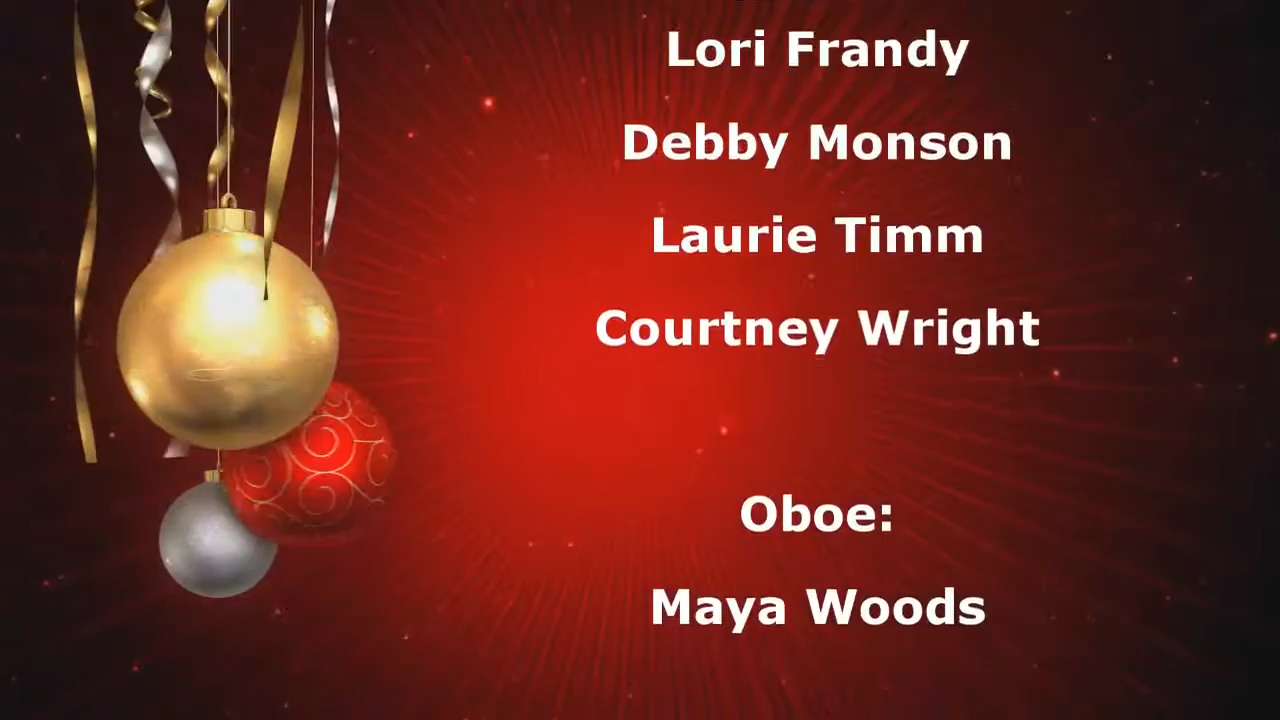 Lori Frandy
Debby Monson
Laurie Timm
Courtney Wright
Oboe:
Maya Woods